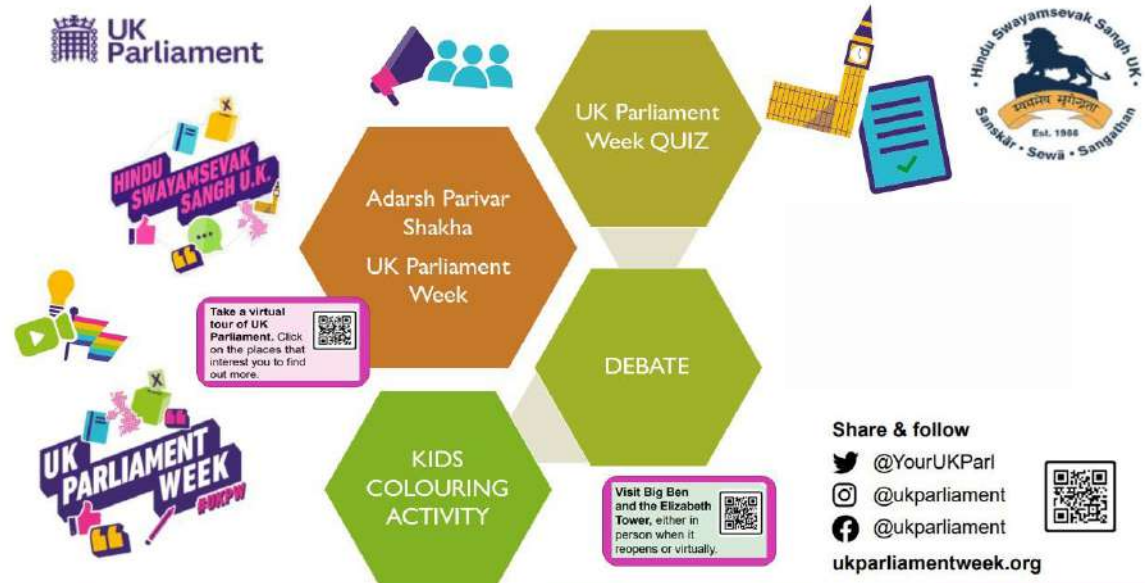 UK
Parliament
HINDU
SWAYAMSEVAK
SANGH U.K.
Adarsh Parivar
Shakha
UK Parliament
Week
UK Parliament
Week QUIZ
• Hindu Swayamsevak Sangh UK •
स्वयमेव मृगेन्द्रता
Est. 1966
Sanskār • Sewā • Sangathan
Take a virtual
tour of UK
Parliament. Click
on the places that
interest you to find
out more.
DEBATE
UK
PARLIAMENT
WEEK
#UKPW
KIDS
COLOURING
ACTIVITY
Visit Big Ben
and the Elizabeth
Tower, either in
person when it
reopens or virtually.
Share & follow
@YourUKParl
@ukparliament
@ukparliament
ukparliamentweek.org